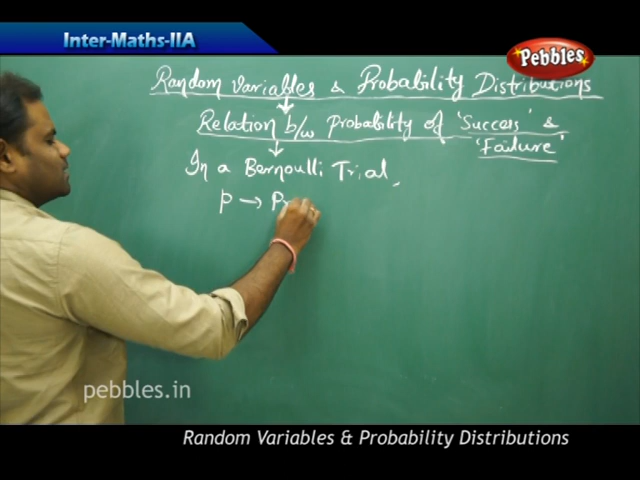 Inter-Maths-IIA
Pebbles
Random Variables & Probability Distributions
Relation b/w Probability of 'Success' &
'Failure'
In a Bernoulli Trial,
p → Pr
pebbles.in
Random Variables & Probability Distributions